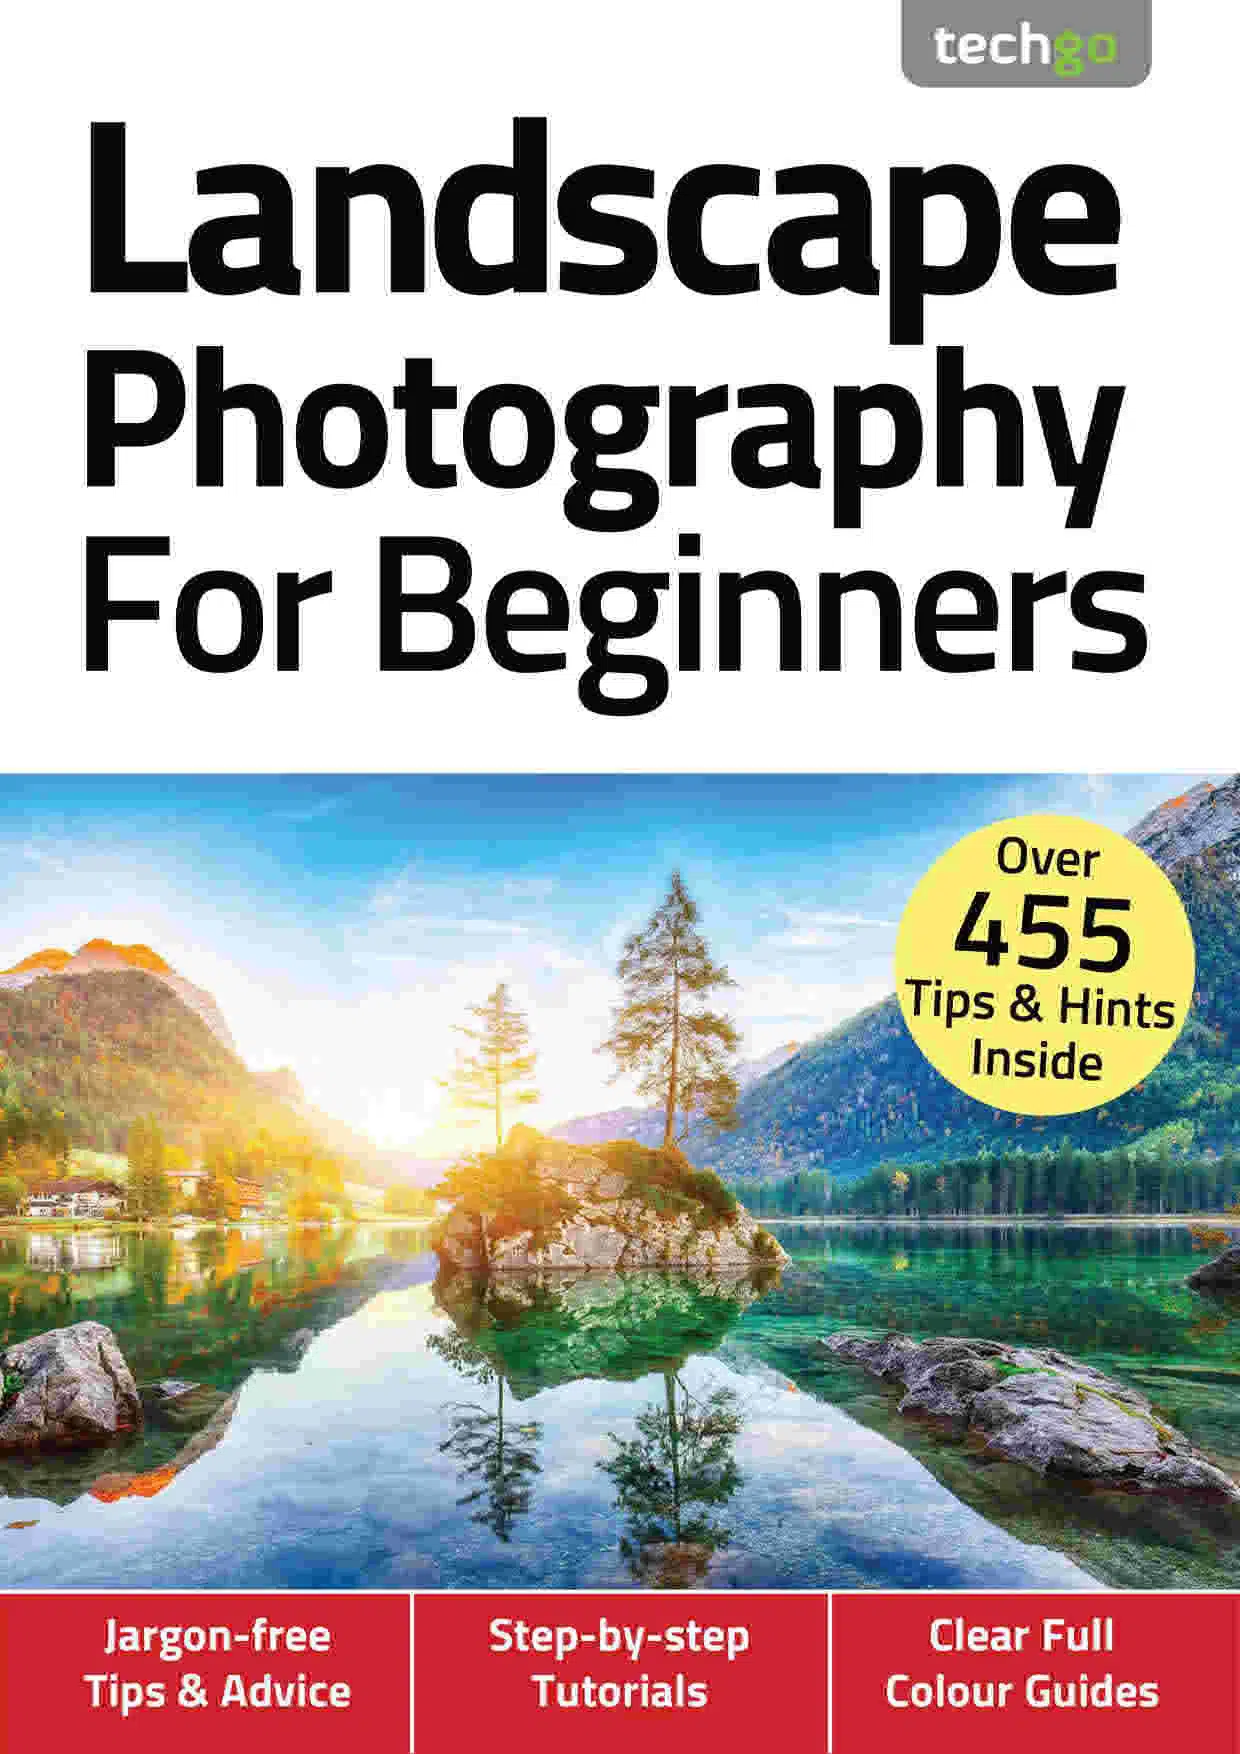 techgo
Landscape
Photography
For Beginners
Over
455
Tips & Hints
Inside
Jargon-free
Tips & Advice
Step-by-step
Tutorials
Clear Full
Colour Guides